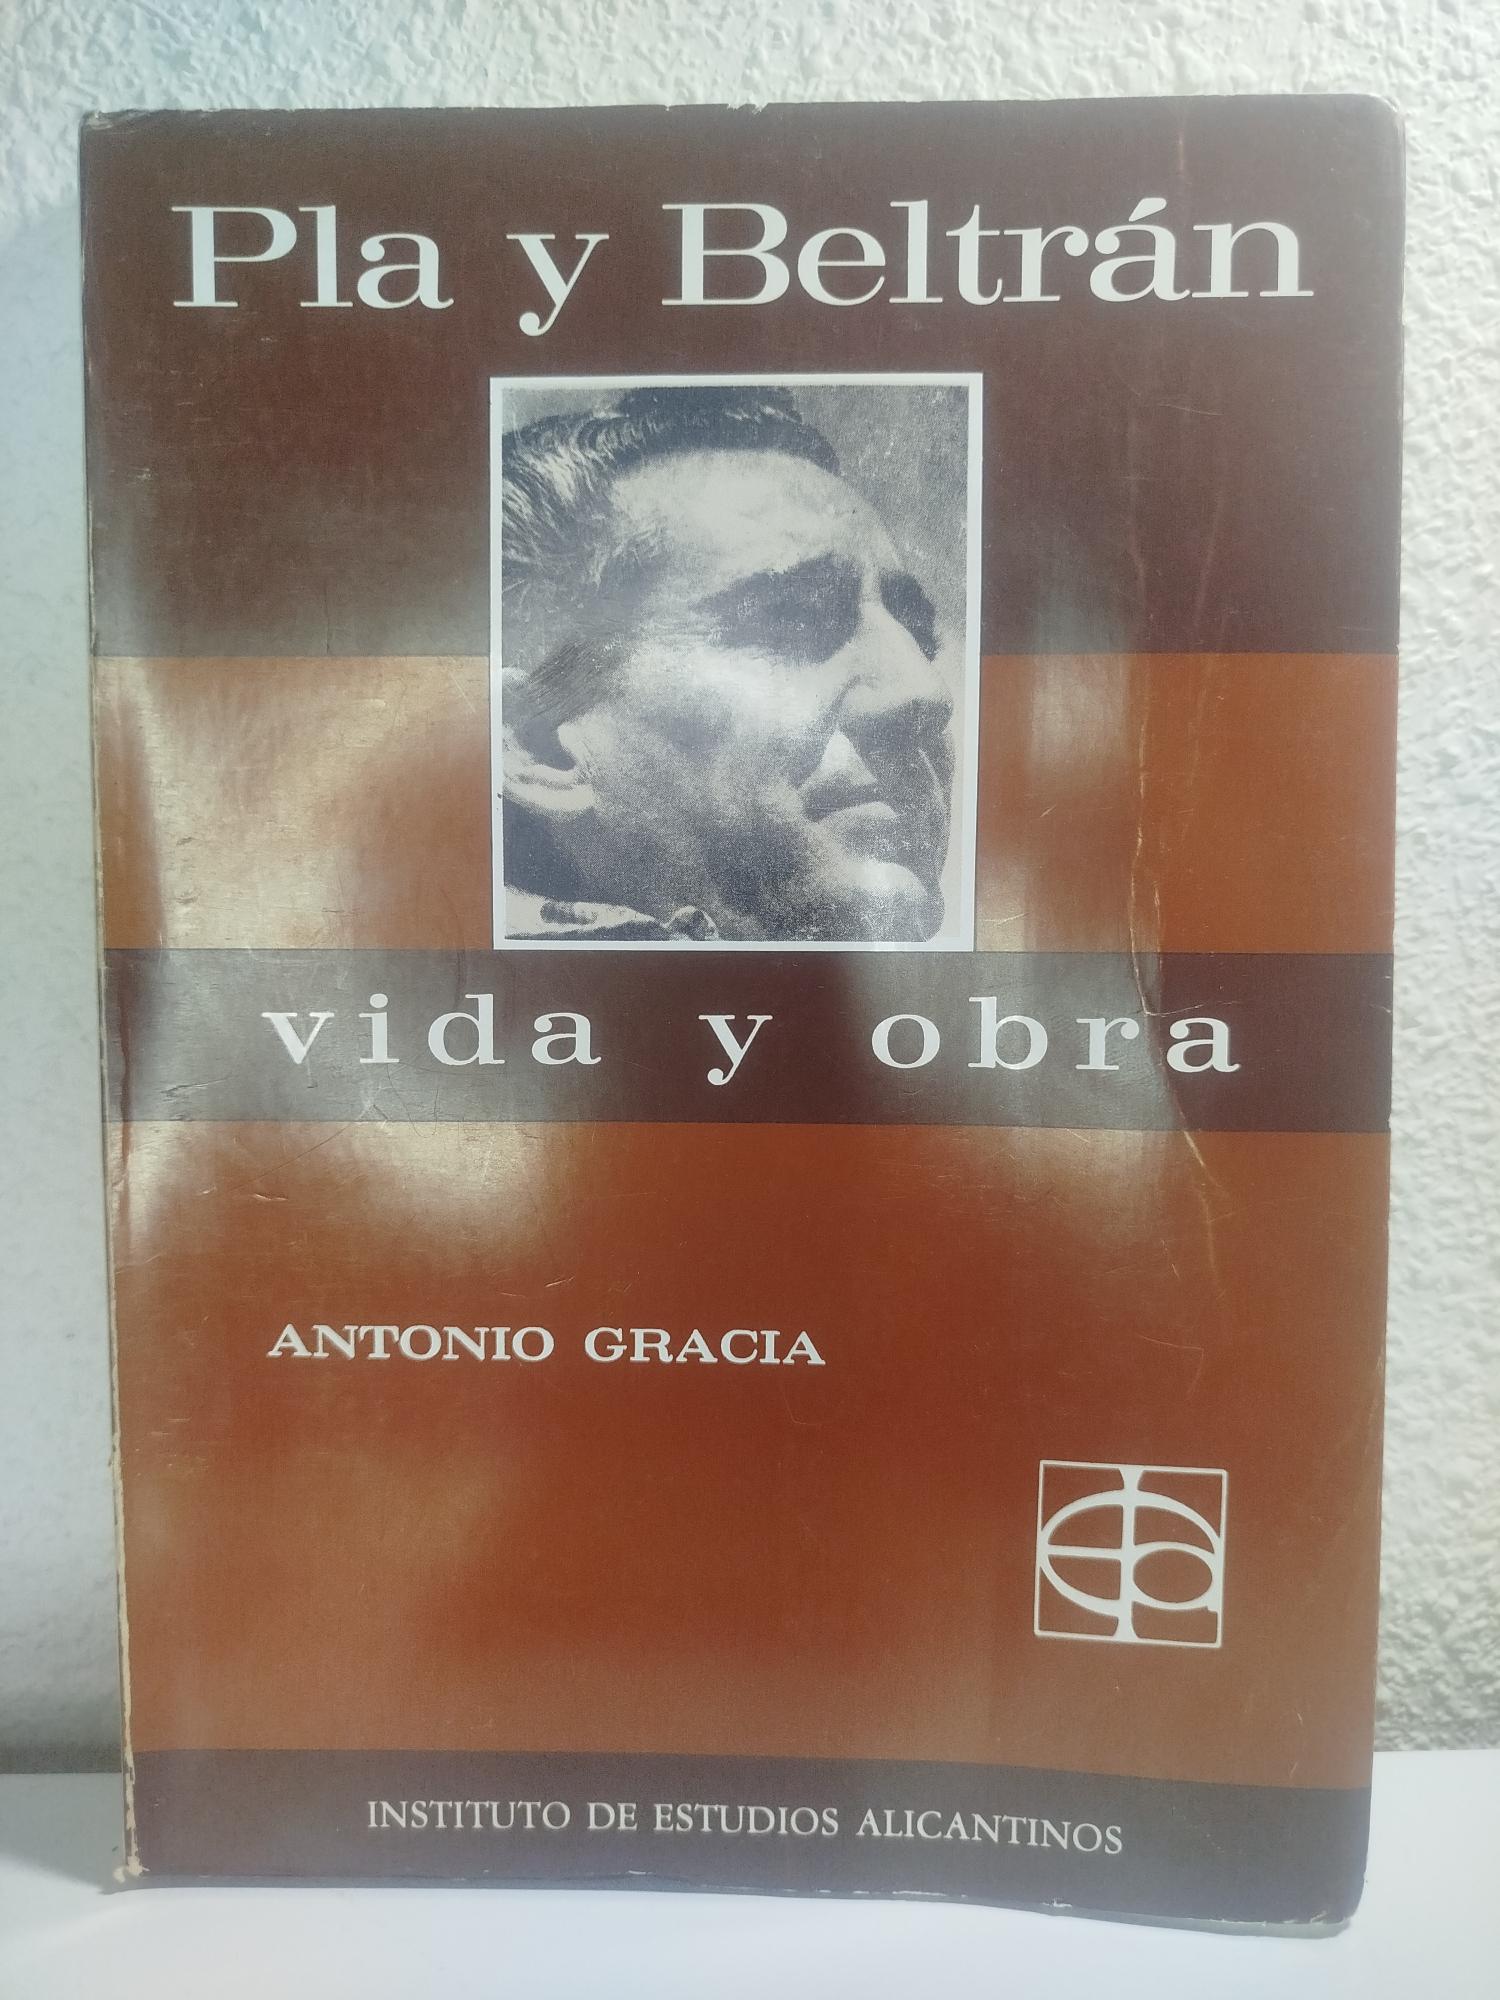 Pla y Beltrán
vida y obra
ANTONIO GRACIA
INSTITUTO DE ESTUDIOS ALICANTINOS